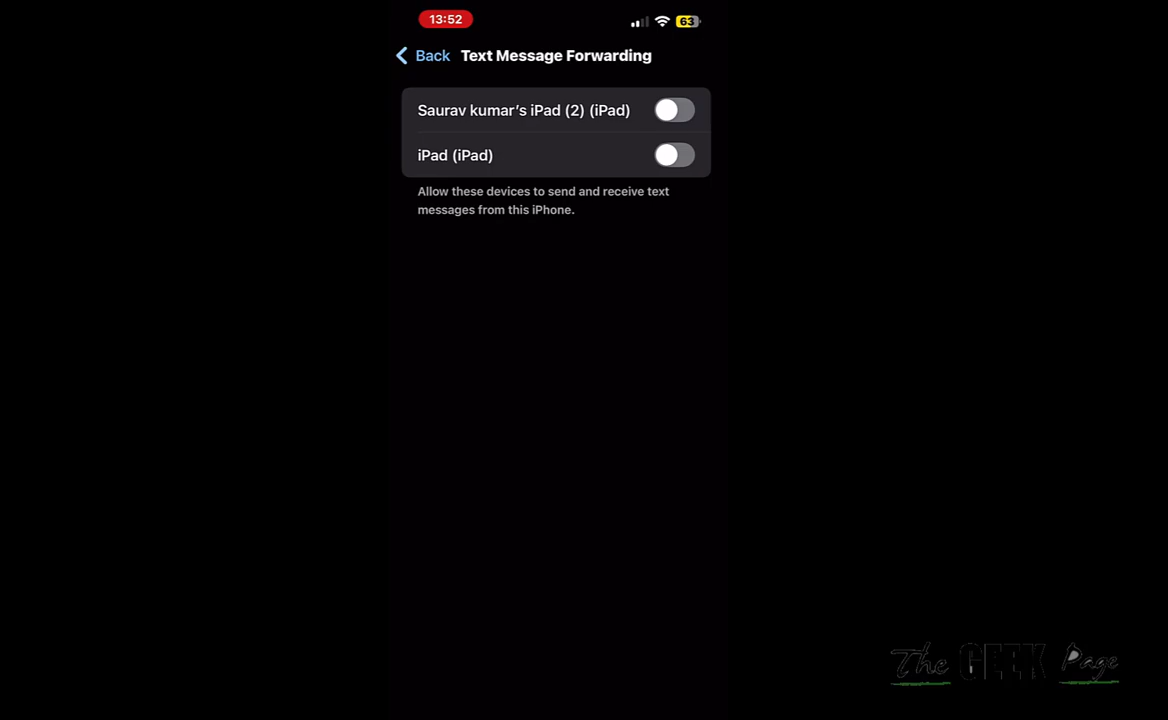 13:52
63
Back Text Message Forwarding
Saurav kumar's iPad (2) (iPad)
iPad (iPad)
Allow these devices to send and receive text
messages from this iPhone.
The GEEK Page